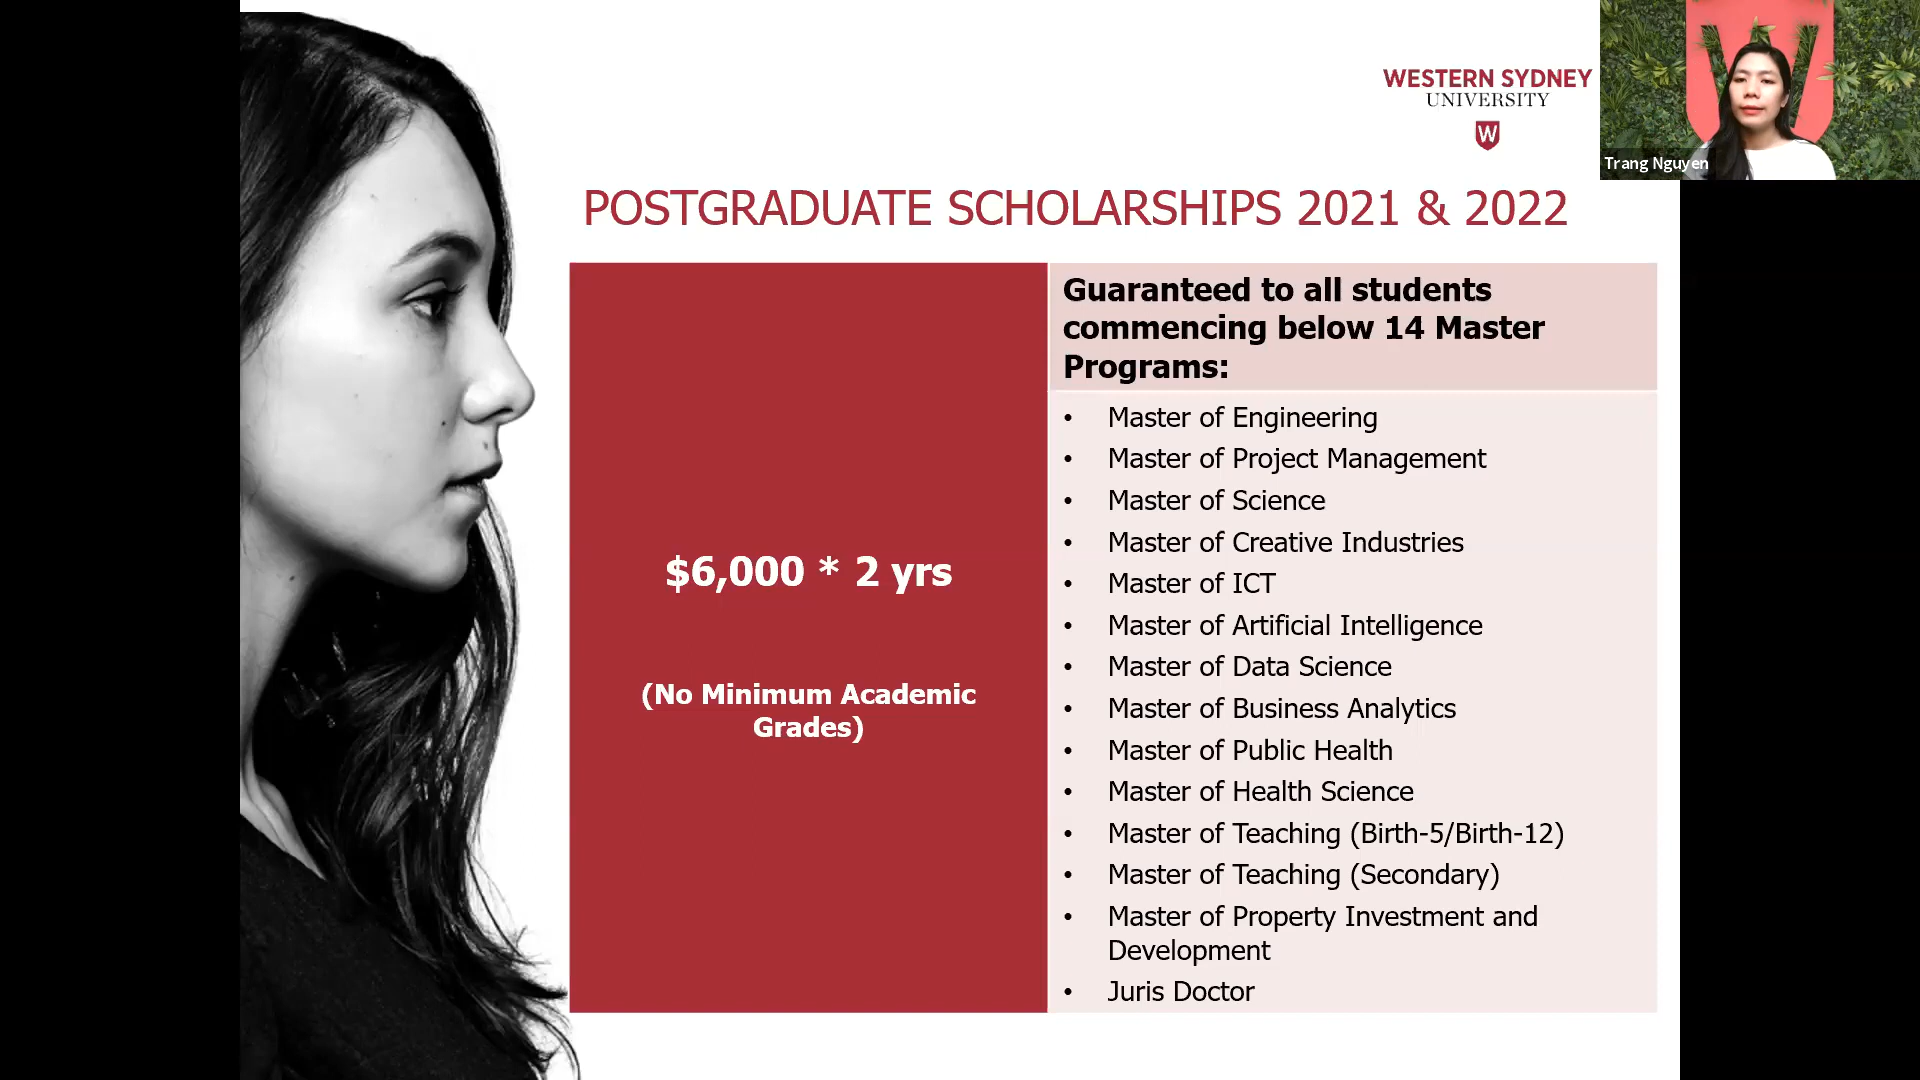 WESTERN SYDNEY
UNIVERSITY
W
W
Trang Nguyen
POSTGRADUATE SCHOLARSHIPS 2021 & 2022
$6,000 * 2 yrs
(No Minimum Academic
Grades)
Guaranteed to all students
commencing below 14 Master
Programs:
• Master of Engineering
• Master of Project Management
• Master of Science
• Master of Creative Industries
• Master of ICT
• Master of Artificial Intelligence
• Master of Data Science
• Master of Business Analytics
• Master of Public Health
• Master of Health Science
• Master of Teaching (Birth-5/Birth-12)
• Master of Teaching (Secondary)
• Master of Property Investment and
Development
• Juris Doctor